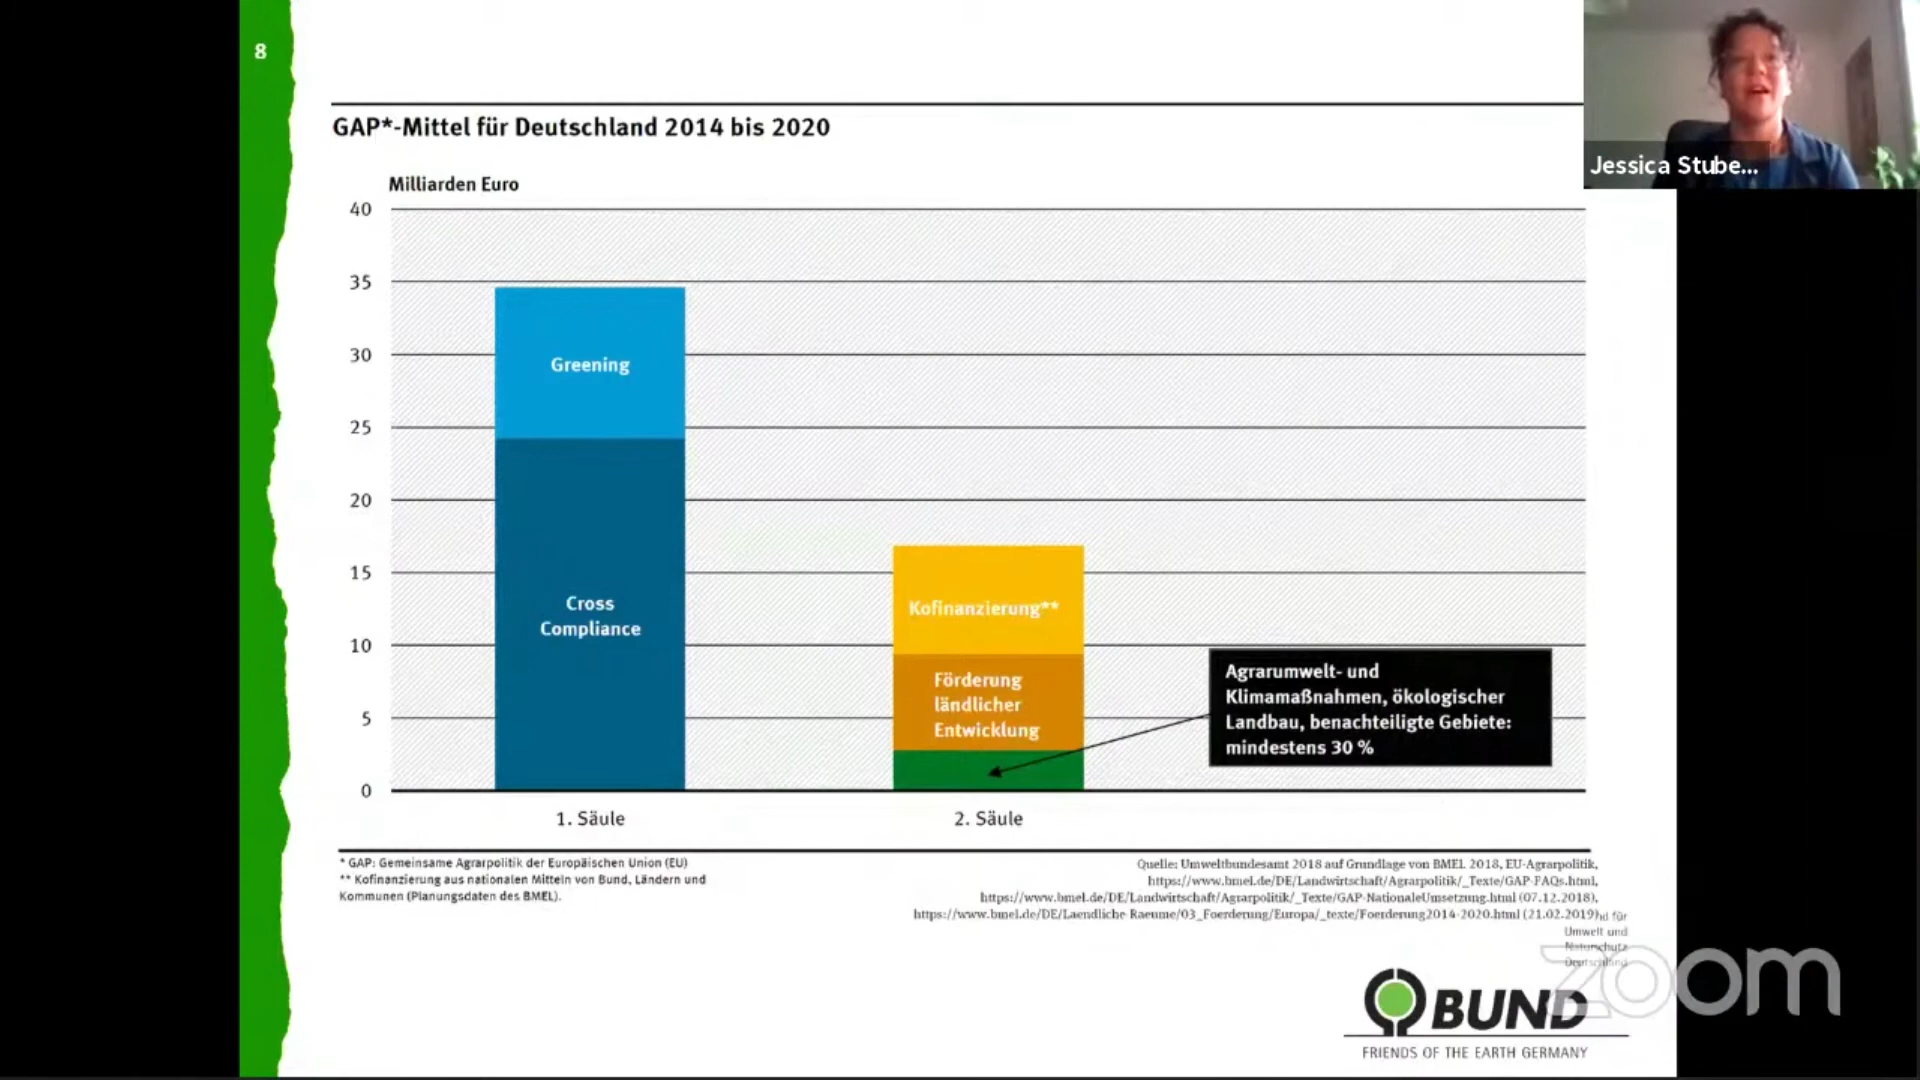 8
GAP*-Mittel für Deutschland 2014 bis 2020
Jessica Stube...
Milliarden Euro
40
35
30
25
20
15
10
5
0
Greening
Cross
Compliance
Kofinanzierung**
Förderung
ländlicher
Entwicklung
Agrarumwelt- und
Klimamaßnahmen, ökologischer
Landbau, benachteiligte Gebiete:
mindestens 30 %
1. Säule
2. Säule
* GAP: Gemeinsame Agrarpolitik der Europäischen Union (EU)
** Kofinanzierung aus nationalen Mitteln von Bund, Ländern und
Kommunen (Planungsdaten des BMEL).
Quelle: Umweltbundesamt 2018 auf Grundlage von BMEL 2018, EU-Agrarpolitik,
https://www.bmel.de/DE/Landwirtschaft/Agrarpolitik/_Texte/GAP-FAQs.html,
https://www.bmel.de/DE/Landwirtschaft/Agrarpolitik/_Texte/GAP-NationaleUmsetzung.html (07.12.2018),
https://www.bmel.de/DE/Laendliche-Raeume/03_Foerderung/Europa/_texte/Foerderung2014-2020.html (21.02.2019)
für
Umwelt und
Naturschutz
Deutschland
zoom
BUND
FRIENDS OF THE EARTH GERMANY